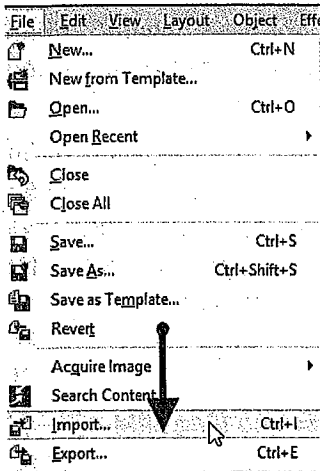 File Edit View Layout Object Effe
New... Ctrl+N
New from Template...
Open... Ctrl+O
Open Recent
Close
Close All
Save... Ctrl+S
Save As... Ctrl+Shift+S
Save as Template...
Revert
Acquire Image
Search Content
Import... Ctrl+I
Export... Ctrl+E